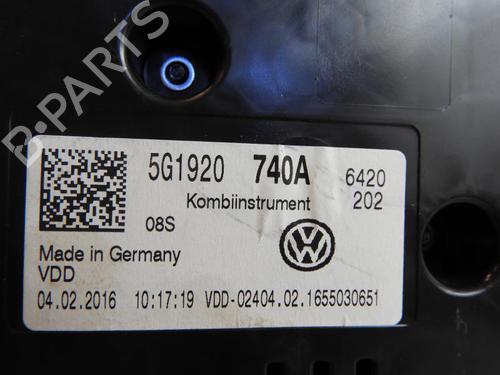 5G1920 740A 6420
Kombiinstrument 202
08S
Made in Germany
VDD
04.02.2016 10:17:19 VDD-02404.02.1655030651
B-Parts